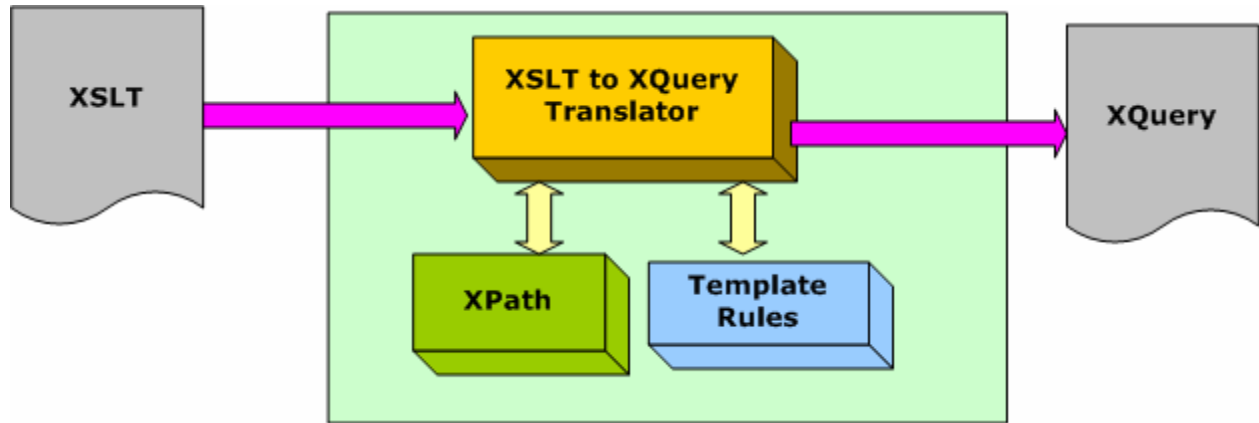 XSLT
XSLT to XQuery
Translator
XQuery
XPath
Template
Rules